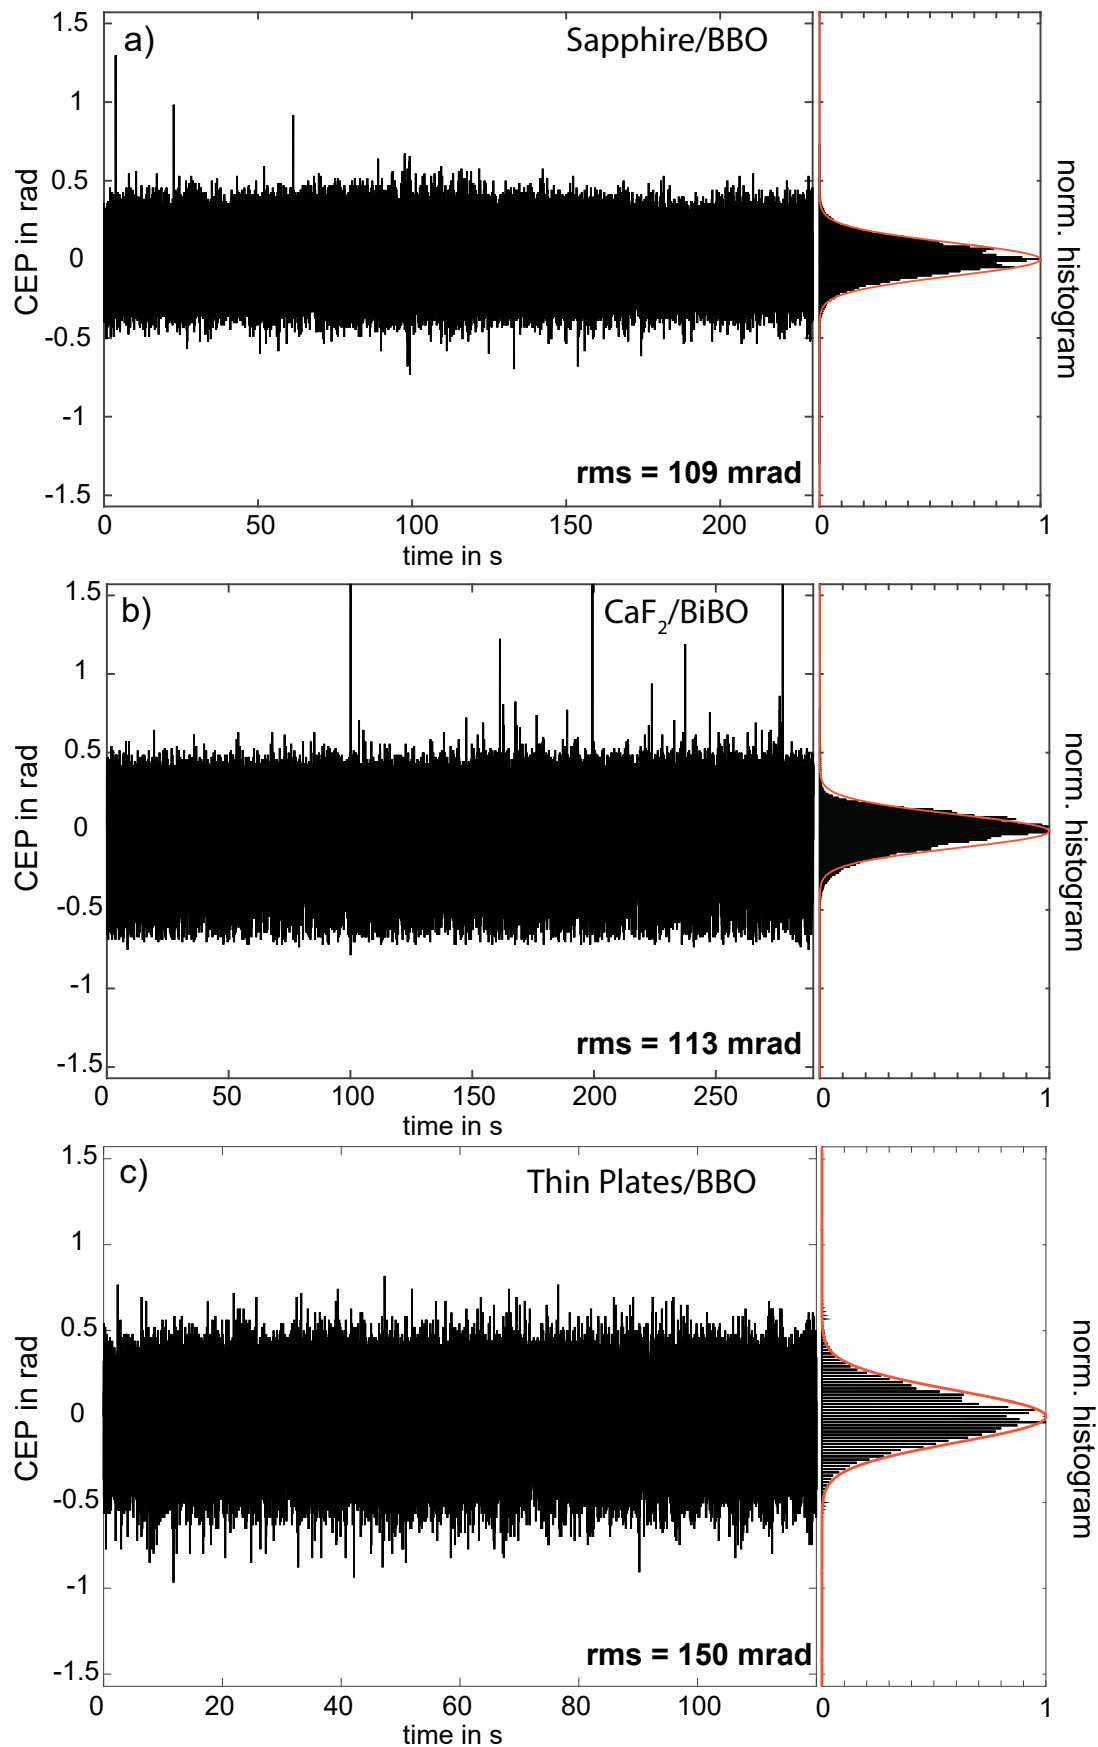 a)
Sapphire/BBO
1.5
1
0.5
0
-0.5
-1
-1.5
CEP in rad
rms = 109 mrad
0 50 100 150 200
time in s
0 1
norm. histogram
b)
CaF2/BiBO
1.5
1
0.5
0
-0.5
-1
-1.5
CEP in rad
rms = 113 mrad
0 50 100 150 200 250
time in s
0 1
norm. histogram
c)
Thin Plates/BBO
1.5
1
0.5
0
-0.5
-1
-1.5
CEP in rad
rms = 150 mrad
0 20 40 60 80 100
time in s
0 1
norm. histogram